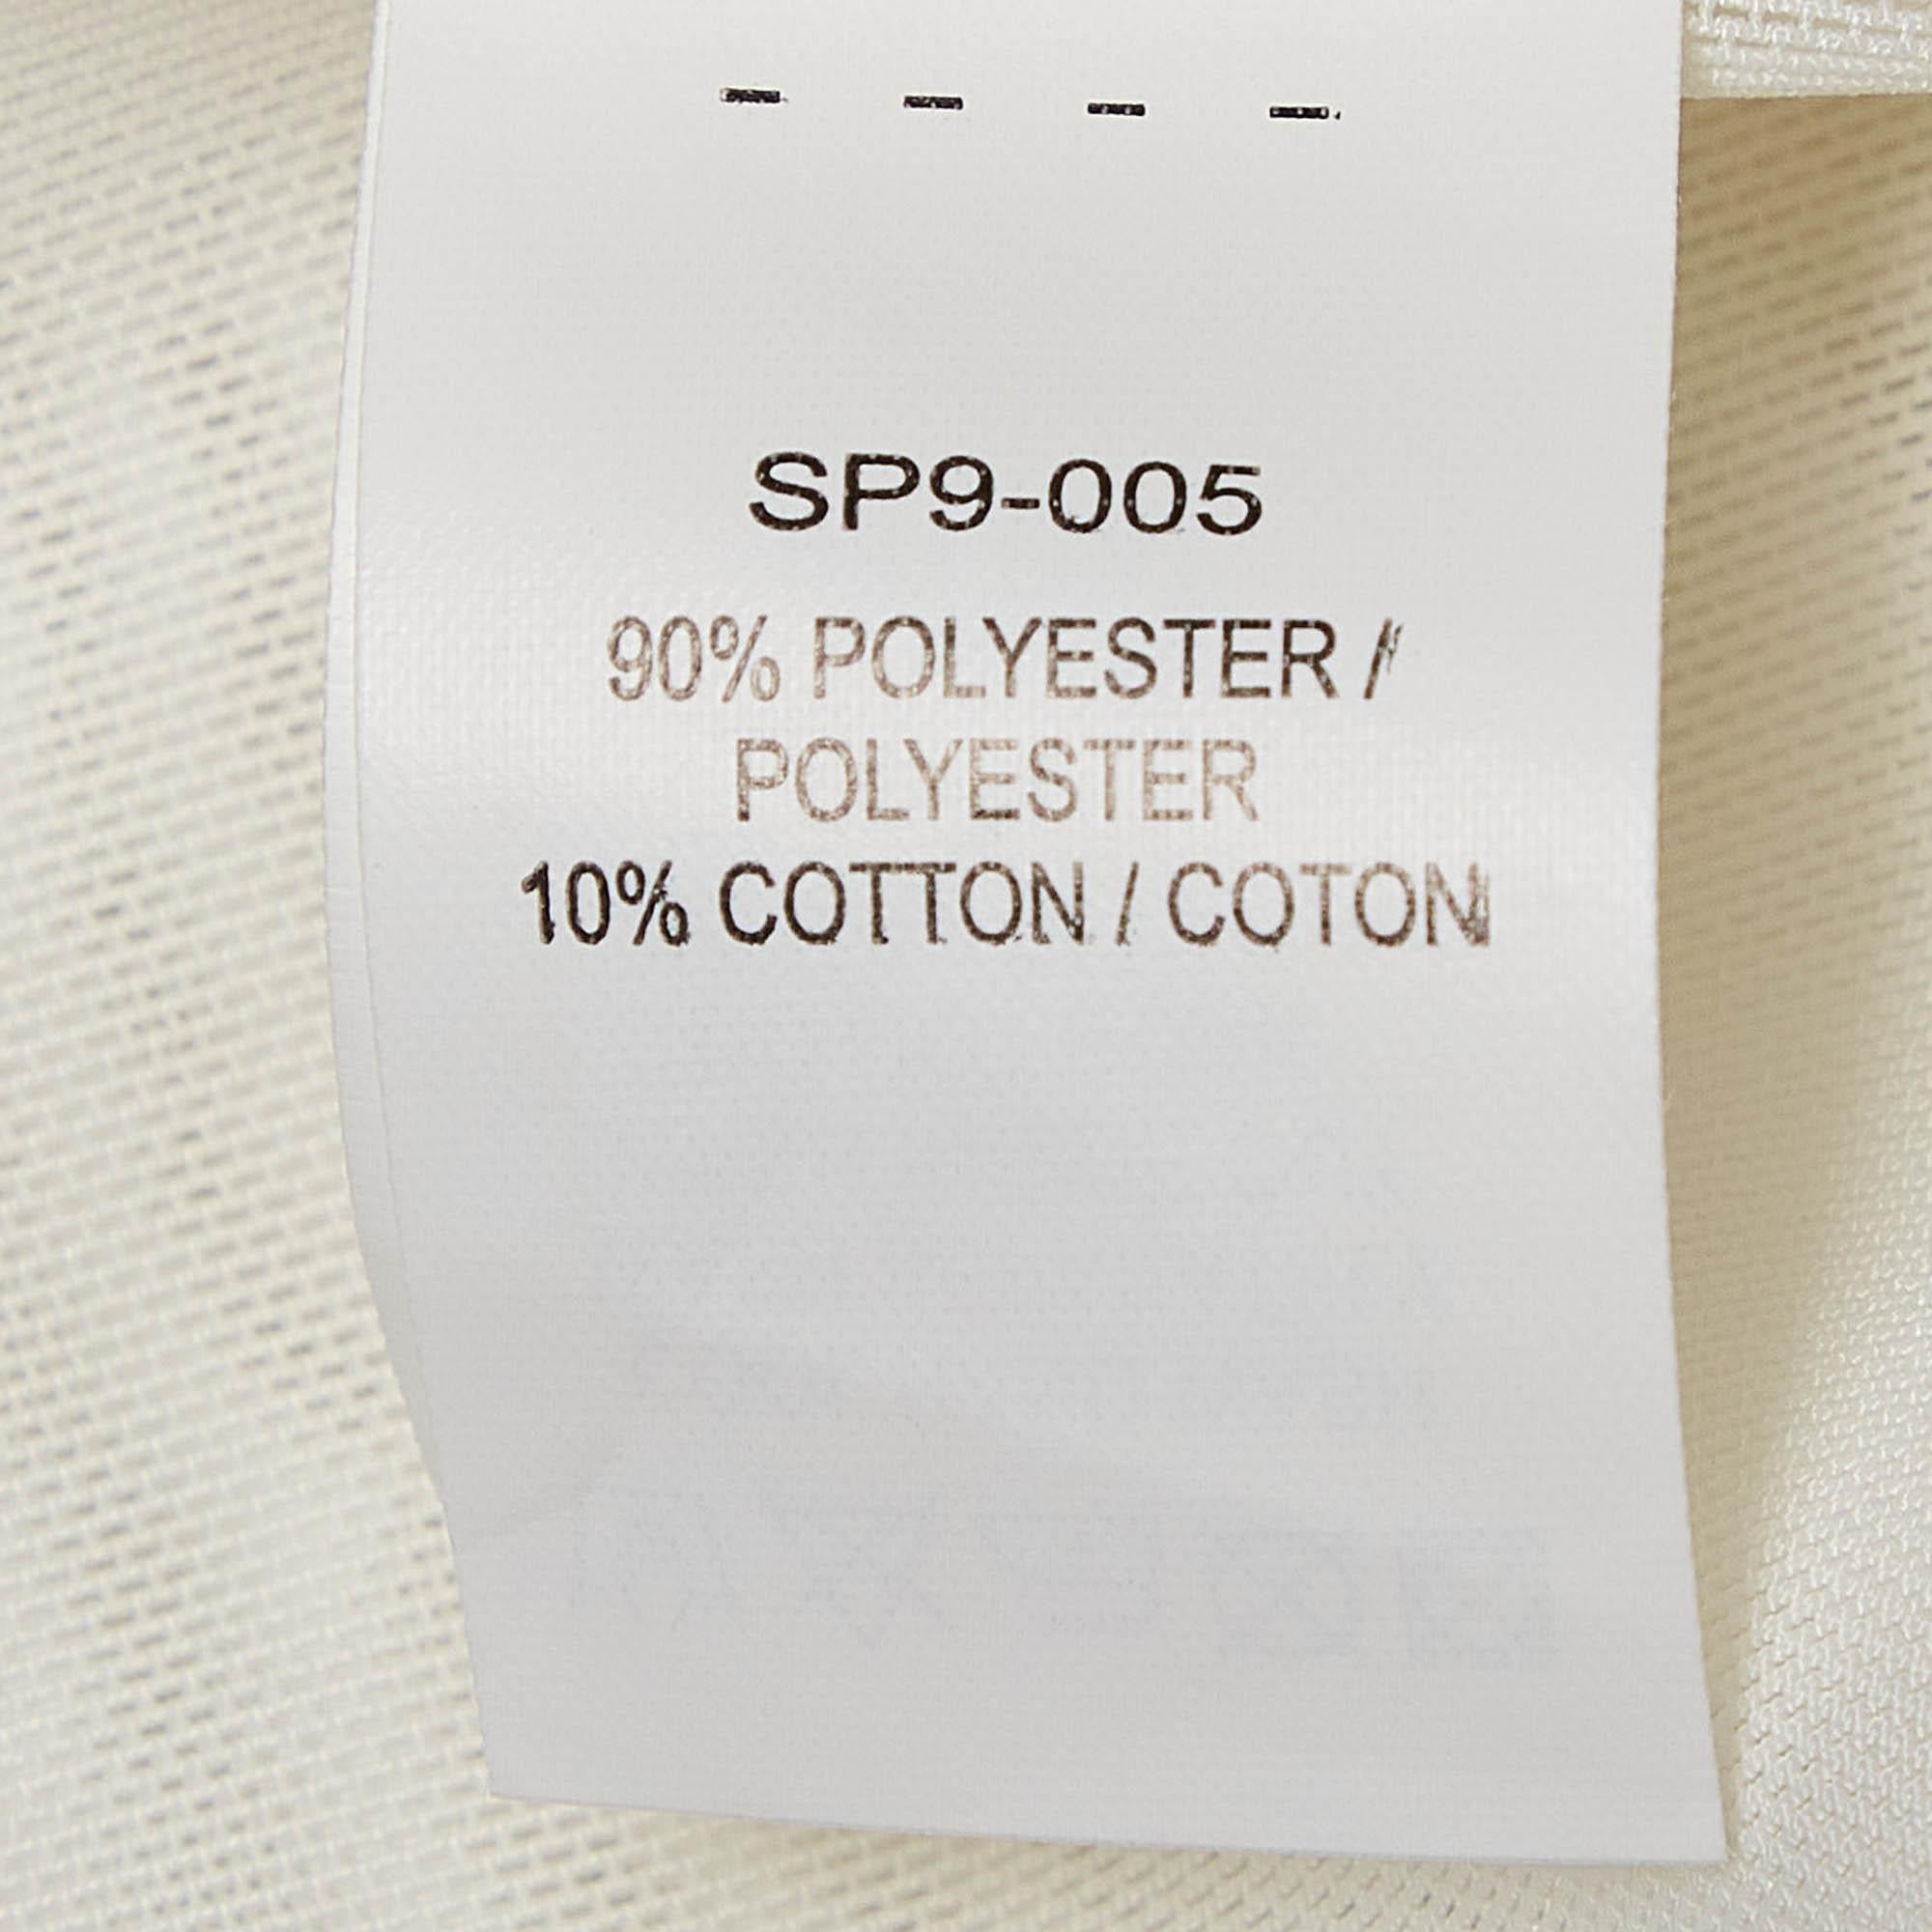 SP9-005
90% POLYESTER /
POLYESTER
10% COTTON / COTON